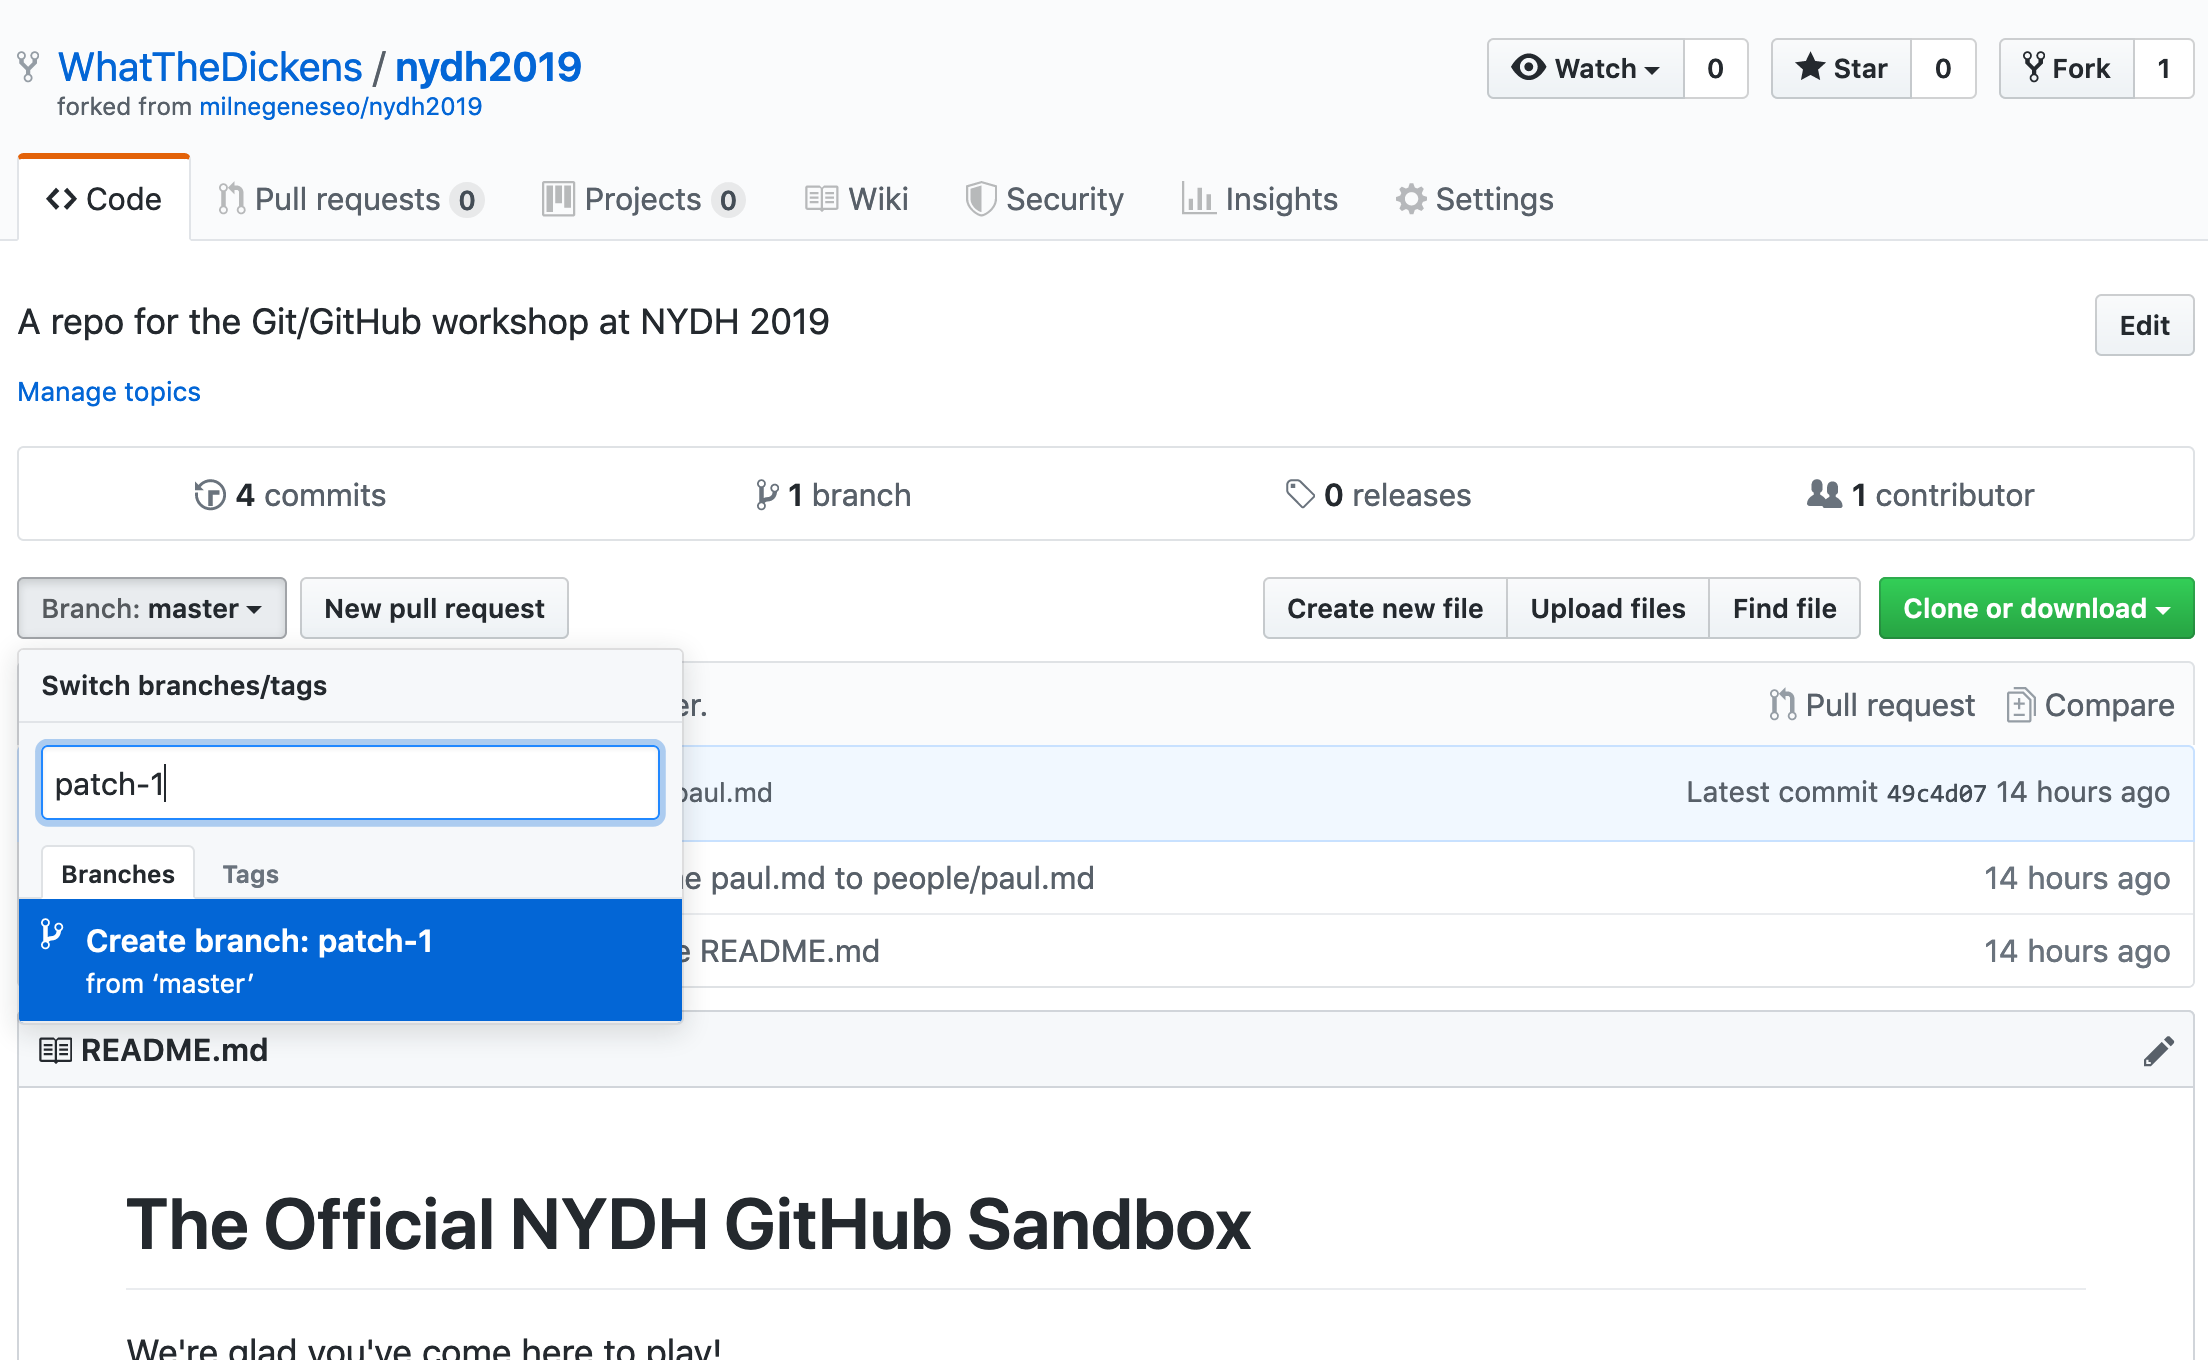 WhatTheDickens / nydh2019
forked from milnegeneseo/nydh2019
Watch 0 Star 0 Fork 1
Code Pull requests 0 Projects 0 Wiki Security Insights Settings
A repo for the Git/GitHub workshop at NYDH 2019
Edit
Manage topics
4 commits 1 branch 0 releases 1 contributor
Branch: master New pull request Create new file Upload files Find file Clone or download
Switch branches/tags
Pull request Compare
patch-1
paul.md Latest commit 49c4d07 14 hours ago
Branches Tags
paul.md to people/paul.md 14 hours ago
Create branch: patch-1
from ‘master’
README.md 14 hours ago
README.md
The Official NYDH GitHub Sandbox
We're glad you've come here to play!